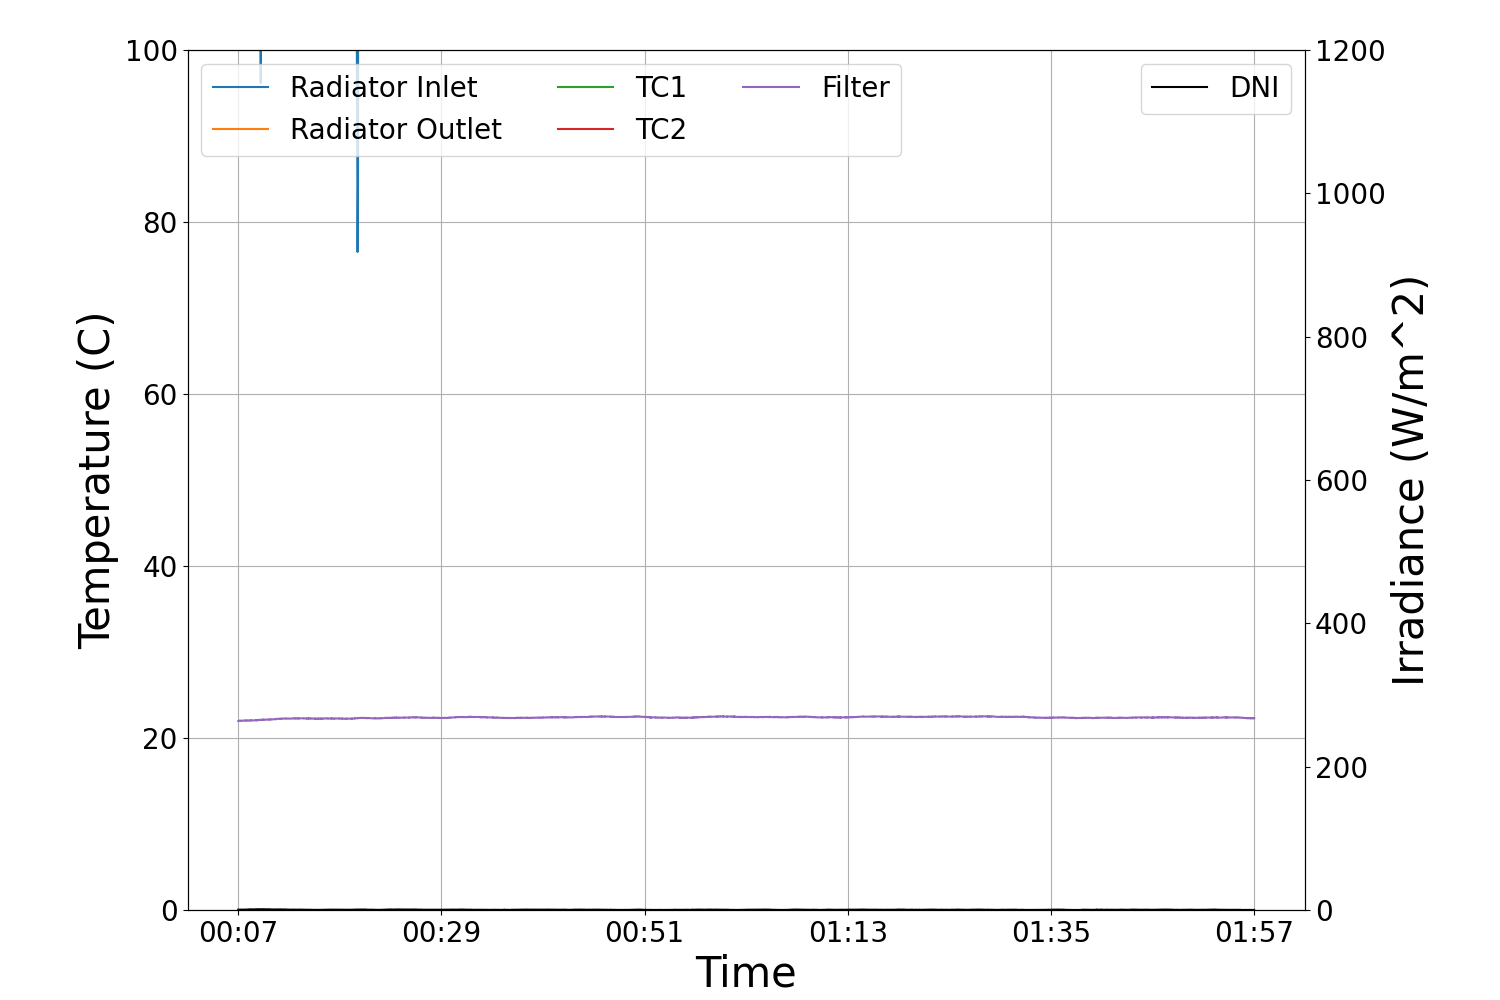 100
80
60
40
20
0
Temperature (C)
Radiator Inlet
Radiator Outlet
TC1
TC2
Filter
DNI
1200
1000
800
600
400
200
0
Irradiance (W/m^2)
00:07 00:29 00:51 01:13 01:35 01:57
Time